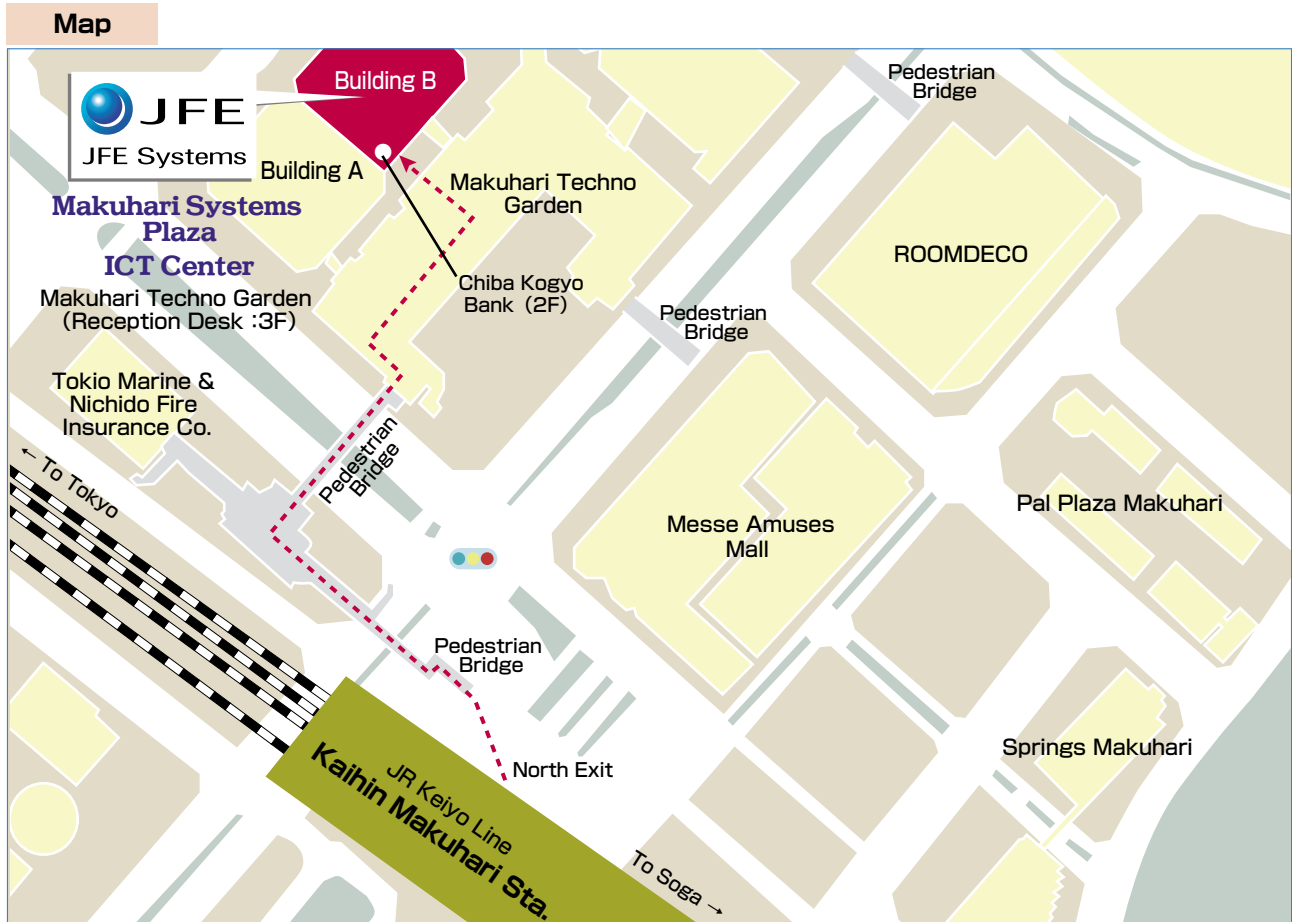 Map
Building B
JFE
JFE Systems
Building A
Makuhari Systems
Plaza
ICT Center
Makuhari Techno Garden
(Reception Desk :3F)
Makuhari Techno
Garden
Chiba Kogyo
Bank (2F)
Pedestrian
Bridge
ROOMDECO
Pedestrian
Bridge
Tokio Marine &
Nichido Fire
Insurance Co.
← To Tokyo
Pedestrian
Bridge
Messe Amuses
Mall
Pal Plaza Makuhari
Pedestrian
Bridge
North Exit
Springs Makuhari
JR Keiyo Line
Kaihin Makuhari Sta.
To Soga →